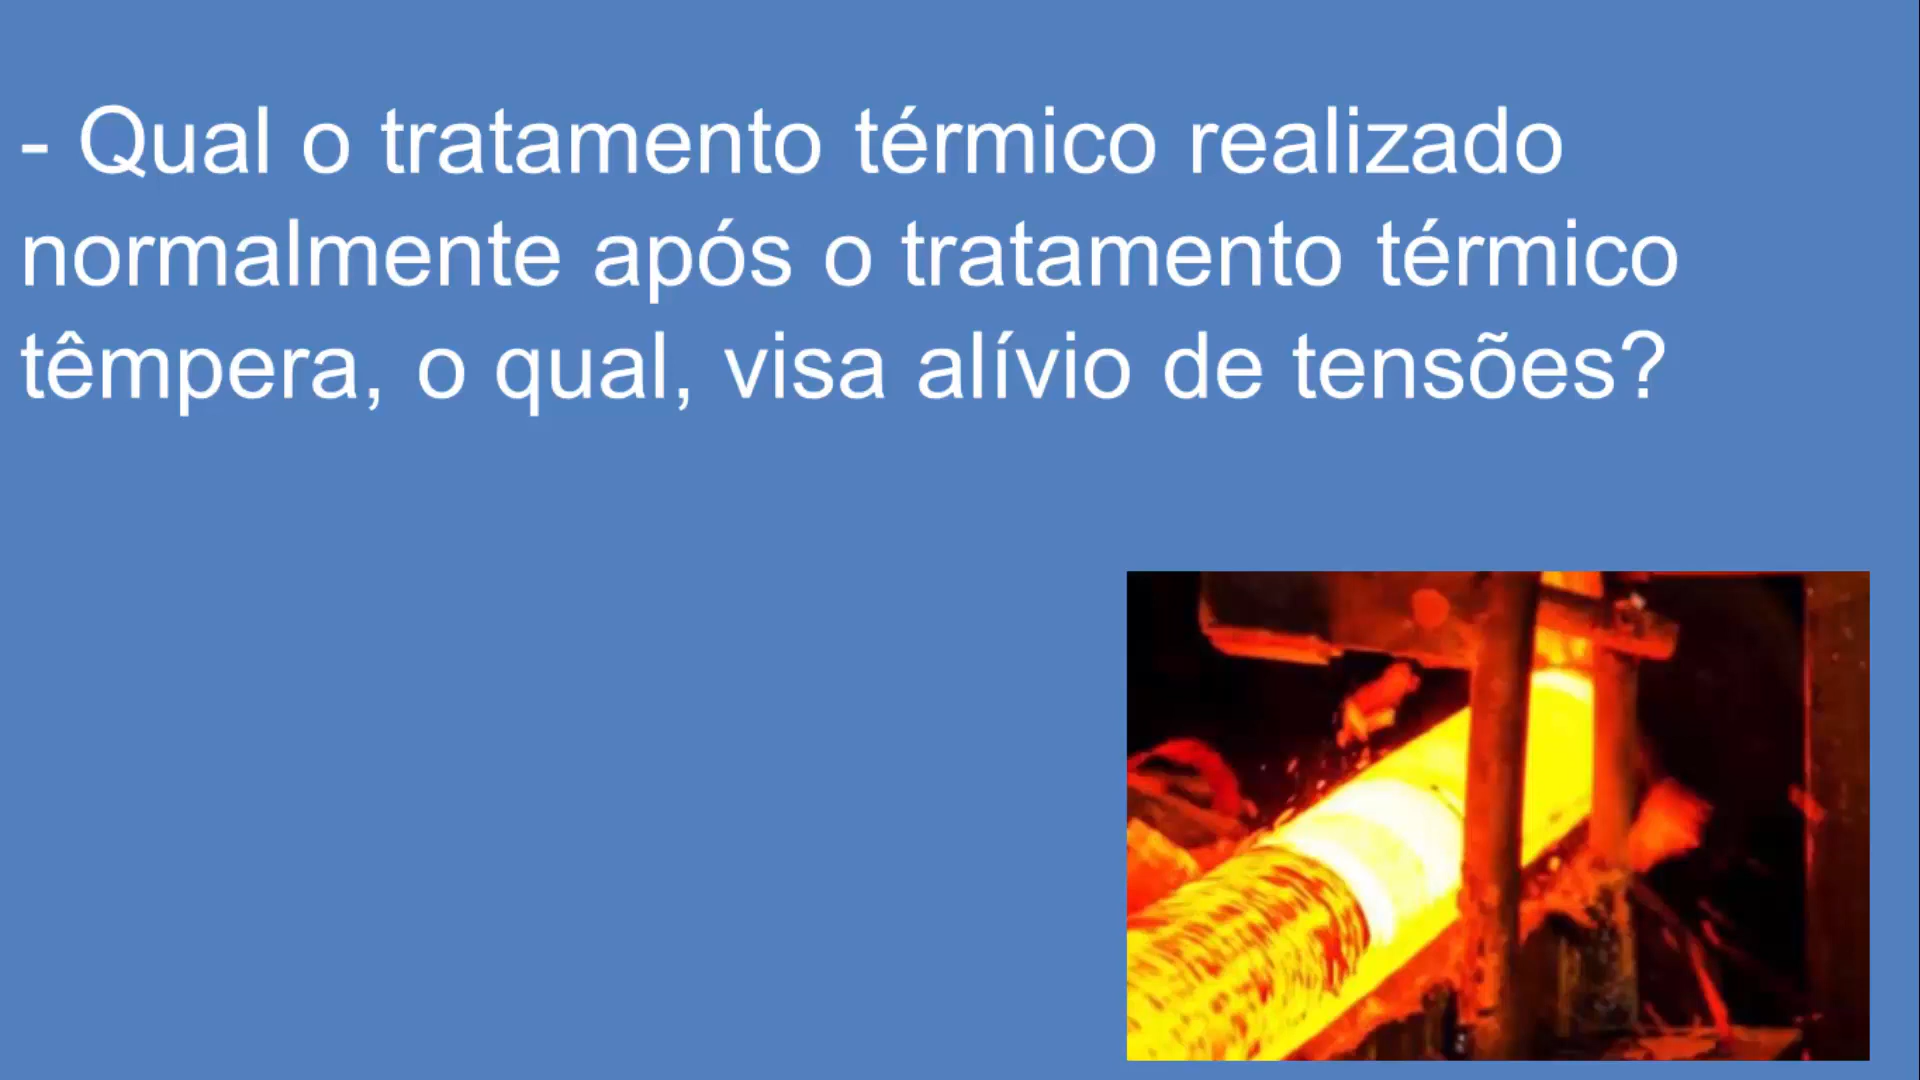 - Qual o tratamento térmico realizado
normalmente após o tratamento térmico
têmpera, o qual, visa alívio de tensões?